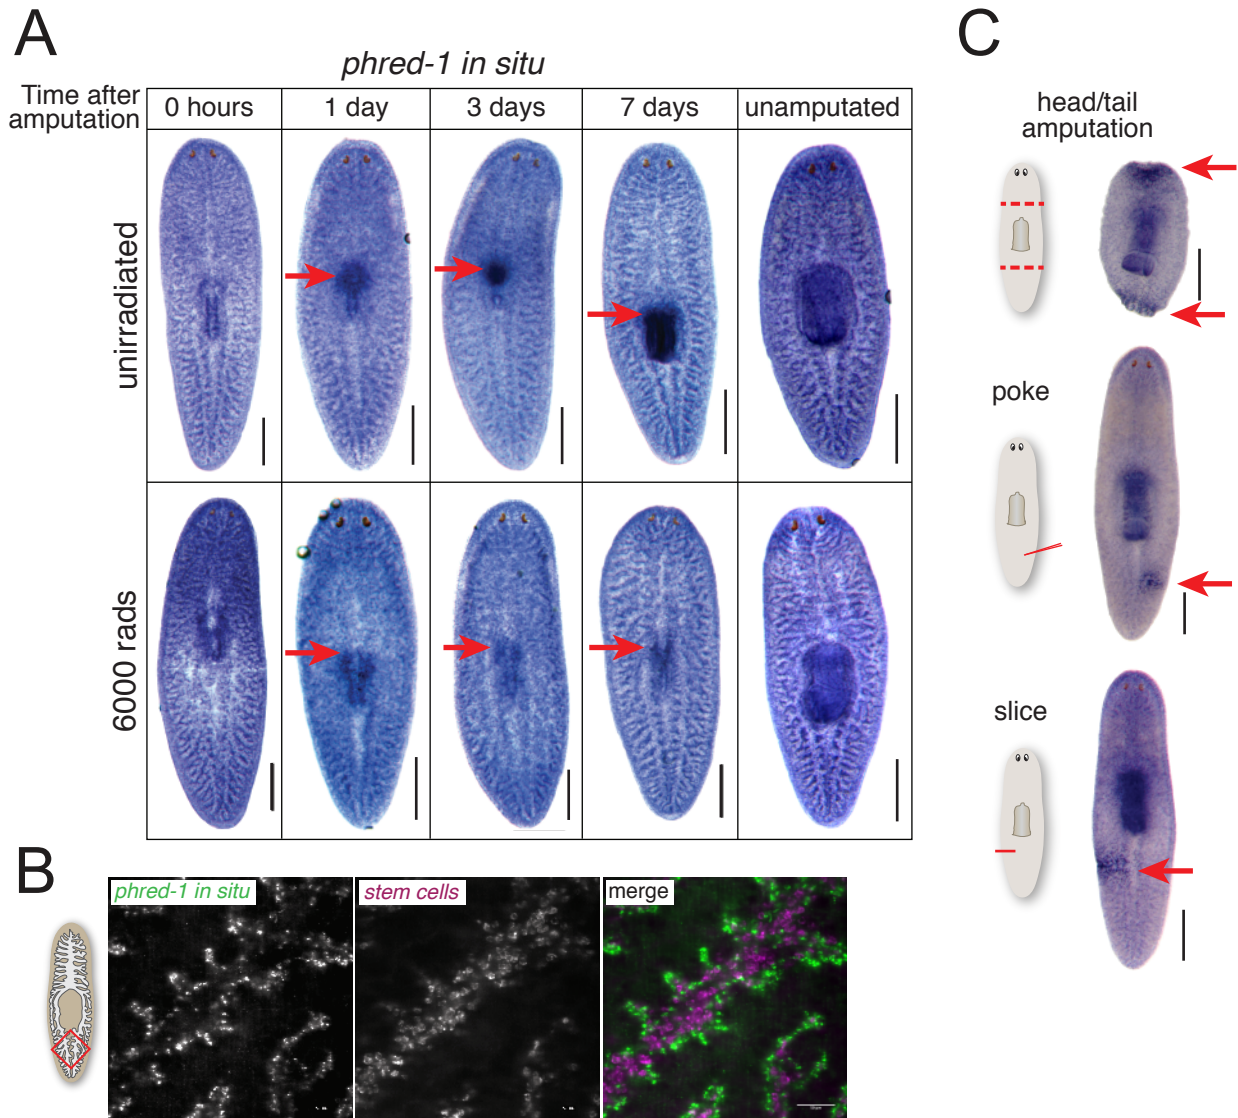 A
phred-1 in situ
Time after
amputation
0 hours
1 day
3 days
7 days
unamputated
unirradiated
6000 rads
B
phred-1 in situ
stem cells
merge
C
head/tail
amputation
poke
slice